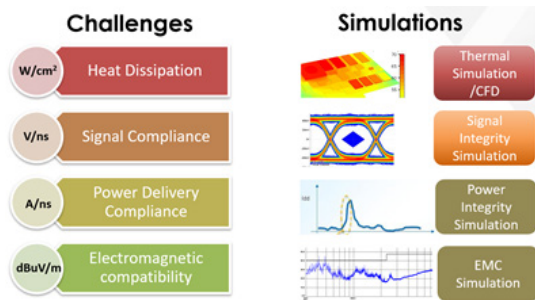 Challenges
Simulations
W/cm²
Heat Dissipation
Thermal
Simulation
/CFD
V/ns
Signal Compliance
Signal
Integrity
Simulation
A/ns
Power Delivery
Compliance
Power
Integrity
Simulation
dBuV/m
Electromagnetic
compatibility
EMC
Simulation